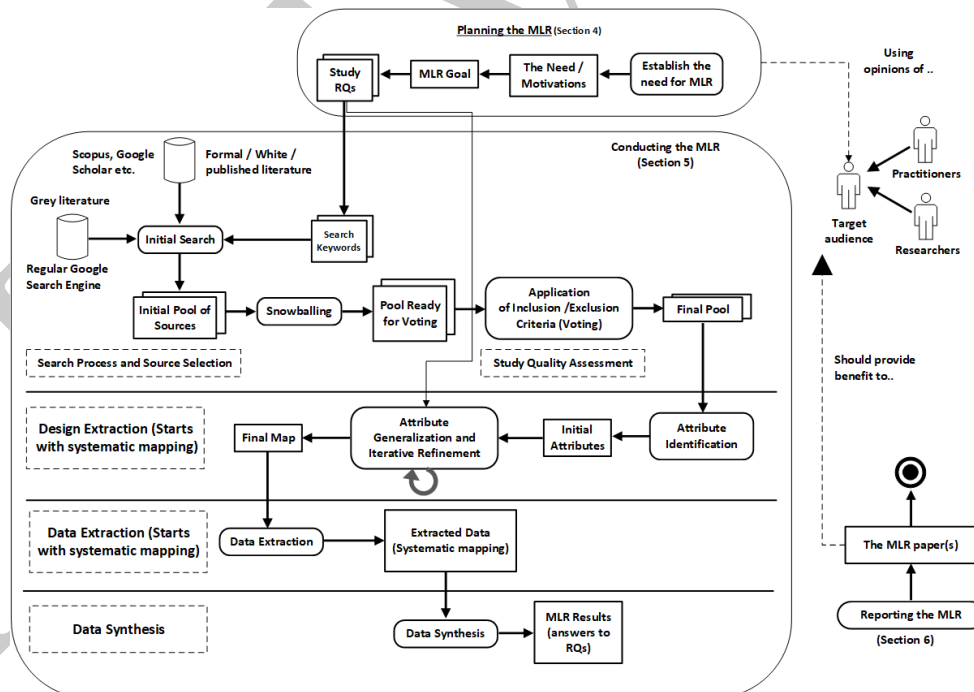 Planning the MLR (Section 4)
Study
RQs
MLR Goal
The Need /
Motivations
Establish the
need for MLR
Using
opinions of ..
Conducting the MLR
(Section 5)
Scopus, Google
Scholar etc.
Formal / White /
published literature
Practitioners
Target
audience
Researchers
Grey literature
Regular Google
Search Engine
Initial Search
Search
Keywords
Initial Pool of
Sources
Snowballing
Pool Ready
for Voting
Application
of Inclusion /Exclusion
Criteria (Voting)
Final Pool
Search Process and Source Selection
Study Quality Assessment
Should provide
benefit to..
Design Extraction (Starts
with systematic mapping)
Final Map
Attribute
Generalization and
Iterative Refinement
Initial
Attributes
Attribute
Identification
Data Extraction (Starts
with systematic mapping)
Data Extraction
Extracted Data
(Systematic mapping)
The MLR paper(s)
Data Synthesis
Data Synthesis
MLR Results
(answers to
RQs)
Reporting the MLR
(Section 6)